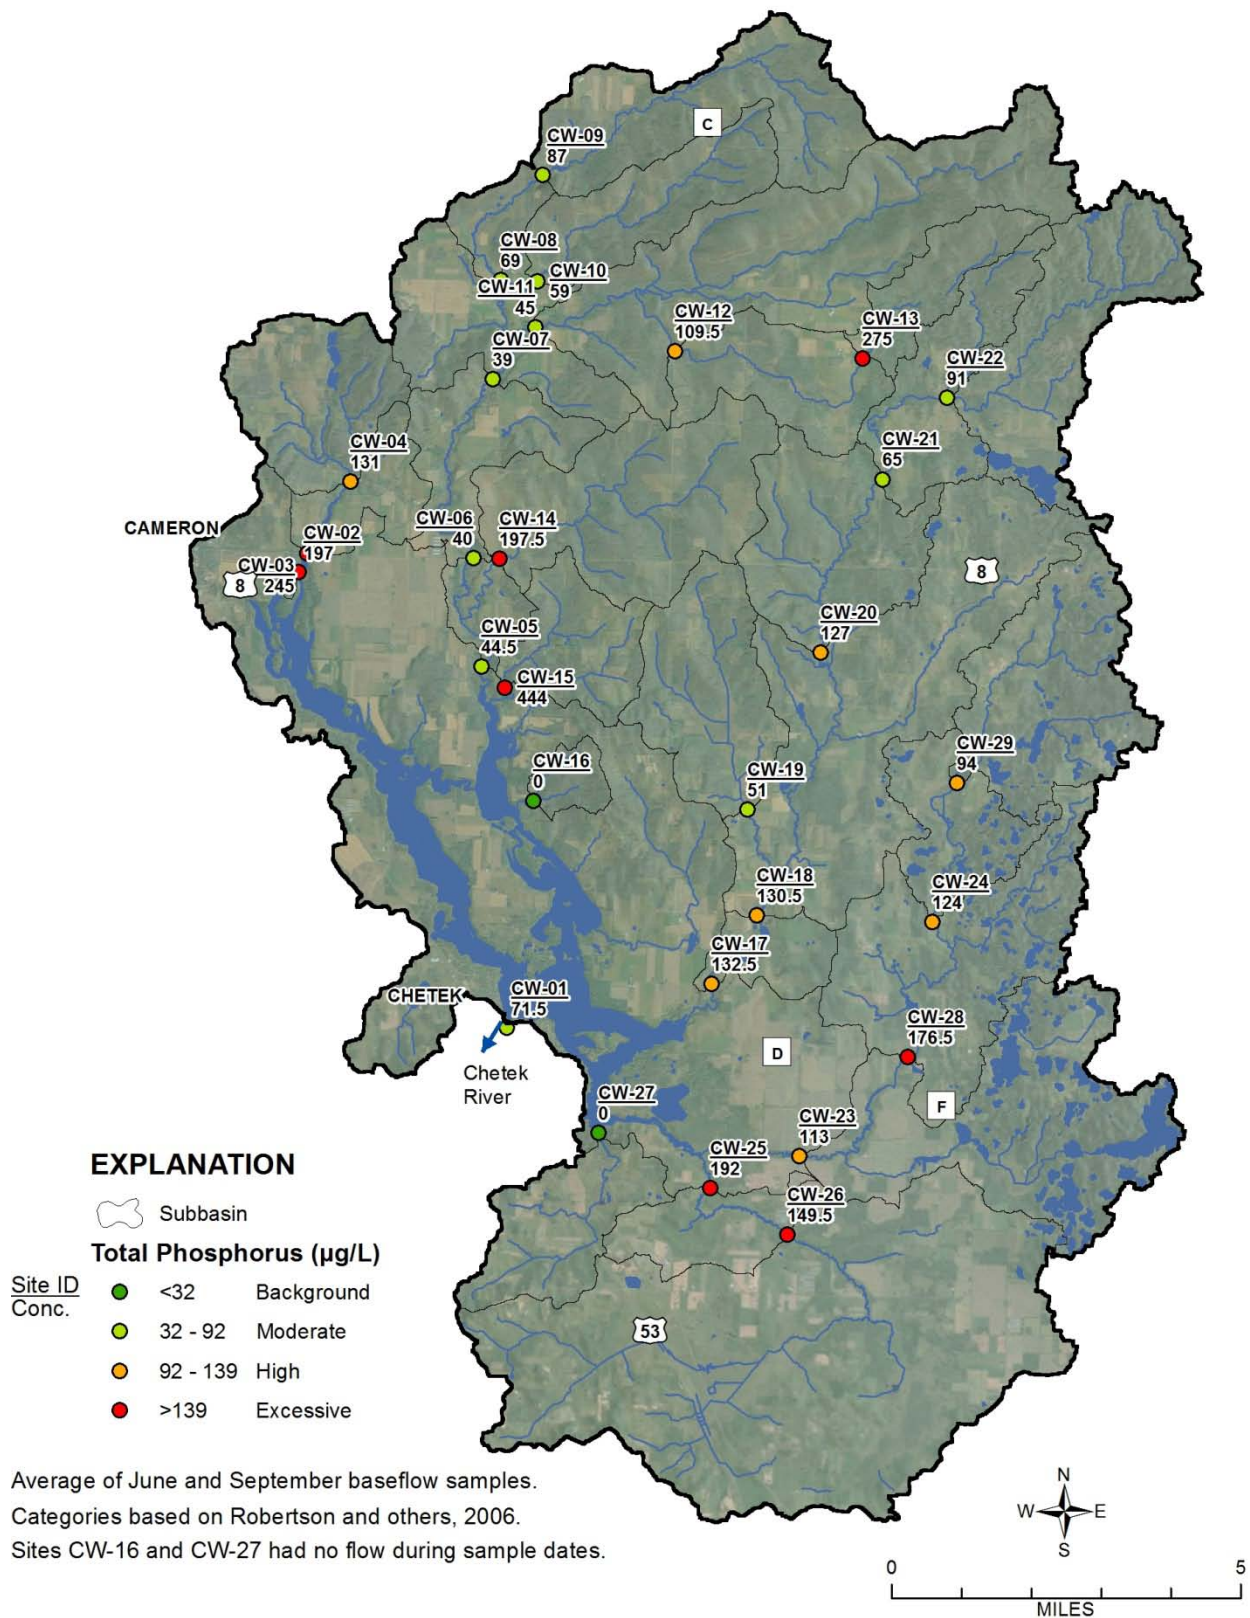 C
CW-09
87
CW-08
69
CW-10
59
CW-11
45
CW-12
109.5
CW-13
275
CW-07
39
CW-22
91
CW-04
131
CW-21
65
CAMERON
CW-06
40
CW-14
197.5
CW-02
197
CW-03
245
8
8
CW-20
127
CW-05
44.5
CW-15
444
CW-29
94
CW-16
0
CW-19
51
CW-18
130.5
CW-24
124
CW-17
132.5
CHETEK
CW-01
71.5
CW-28
176.5
D
Chetek
River
F
CW-27
0
CW-23
113
CW-25
192
CW-26
149.5
53
EXPLANATION
Subbasin
Total Phosphorus (µg/L)
Site ID
Conc.
<32 Background
32 - 92 Moderate
92 - 139 High
>139 Excessive
Average of June and September baseflow samples.
Categories based on Robertson and others, 2006.
Sites CW-16 and CW-27 had no flow during sample dates.
N
W E
S
0 5
MILES